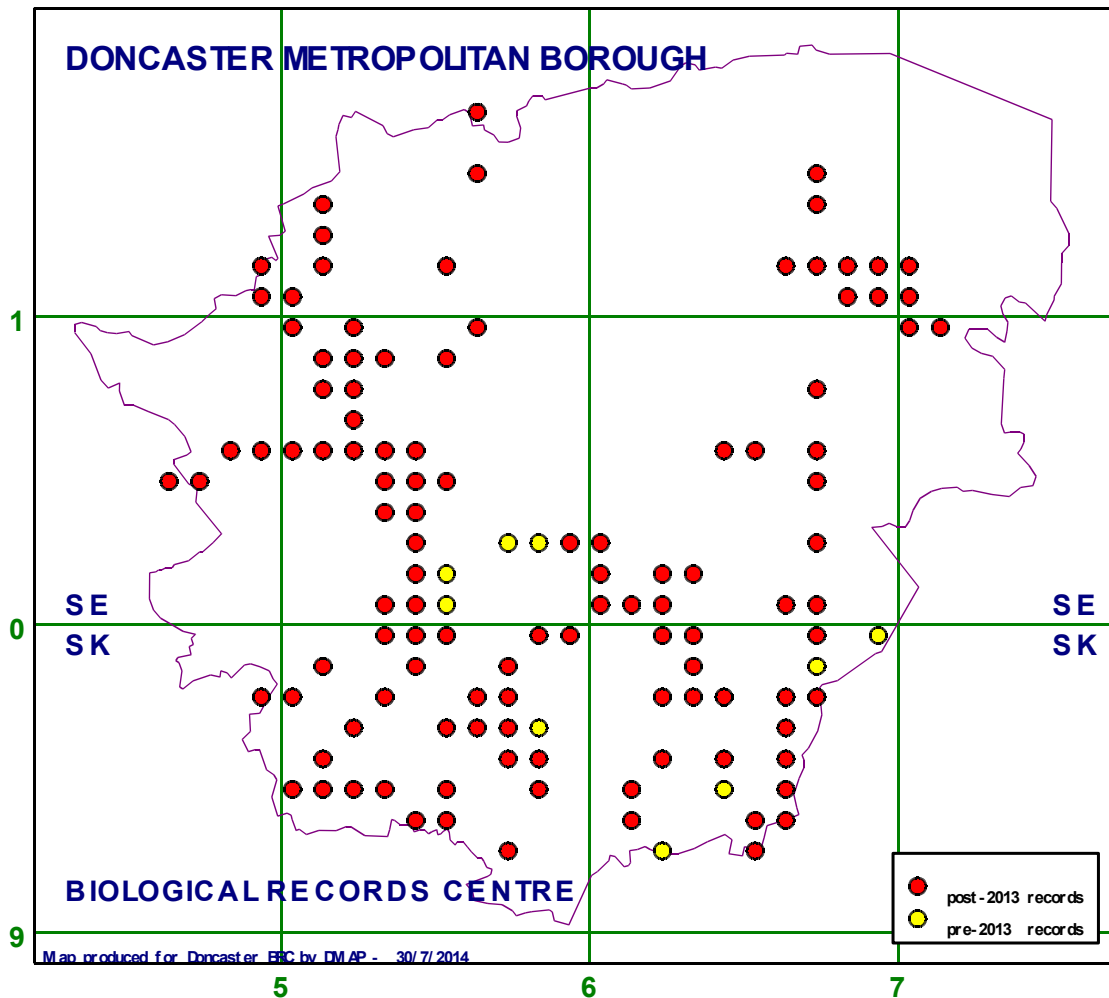 DONCASTER METROPOLITAN BOROUGH
1
SE SE
0
SK SK
BIOLOGICAL RECORDS CENTRE
post-2013 records
pre-2013 records
9
Map produced for Doncaster BRC by DMAP - 30/7/2014
5 6 7